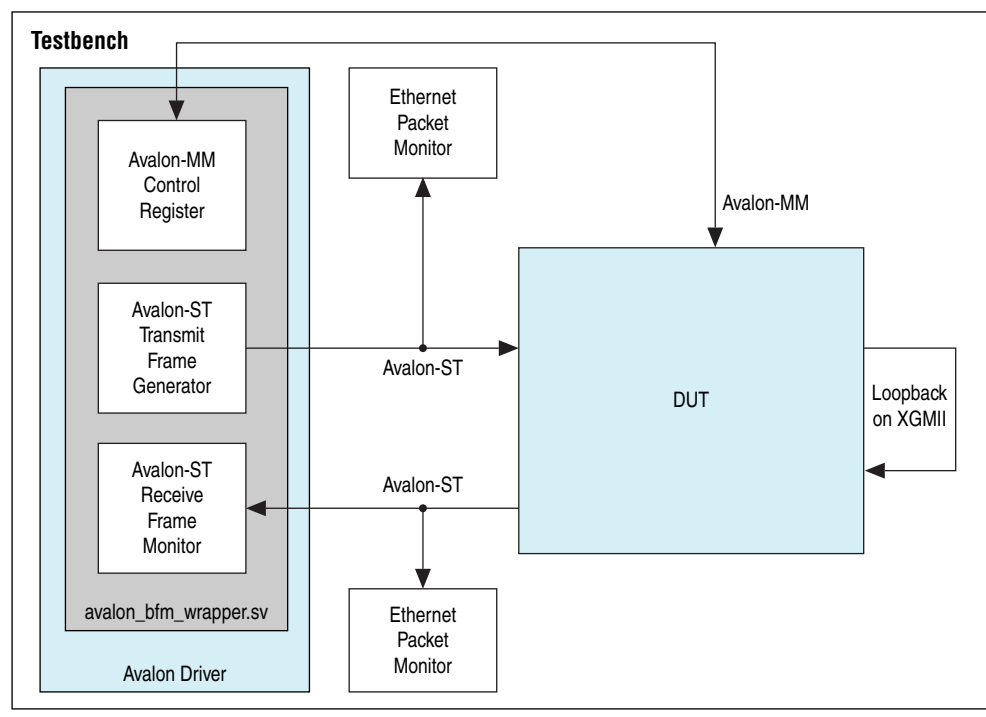 Testbench
Avalon-MM
Control
Register
Avalon-ST
Transmit
Frame
Generator
Avalon-ST
Receive
Frame
Monitor
avalon_bfm_wrapper.sv
Avalon Driver
Ethernet
Packet
Monitor
Avalon-ST
Avalon-ST
Ethernet
Packet
Monitor
Avalon-MM
DUT
Loopback
on XGMII